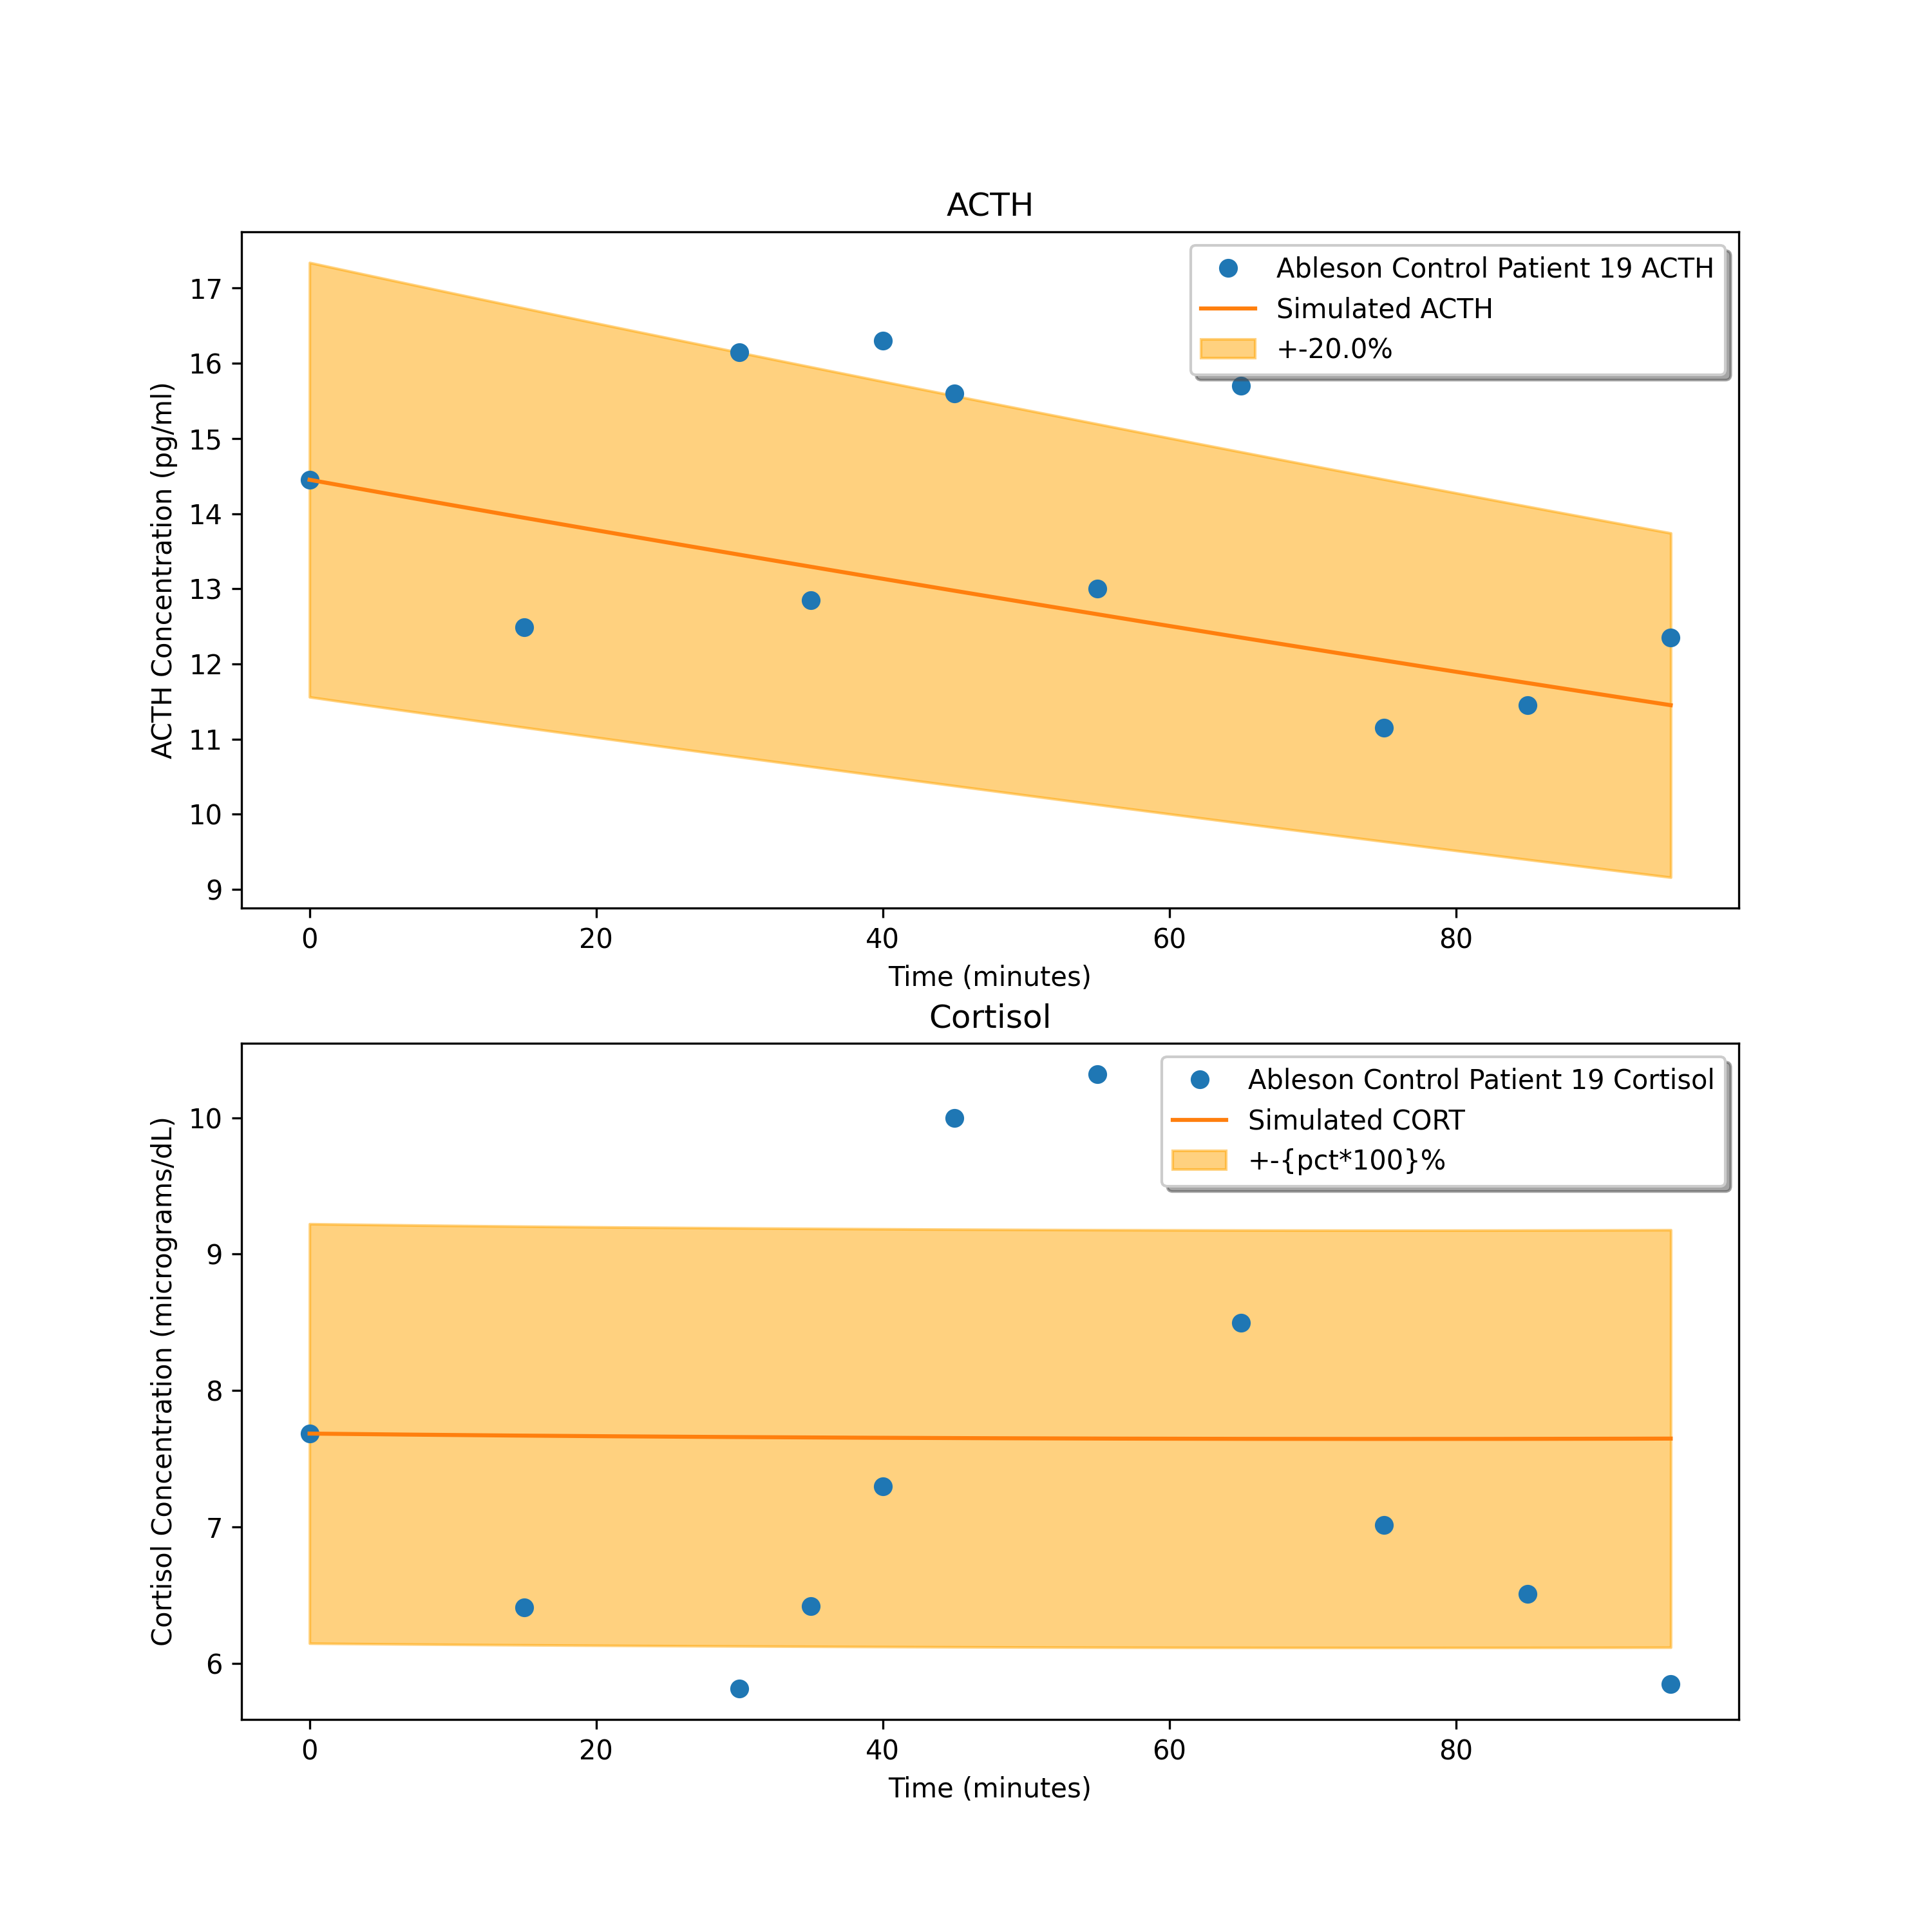 ACTH
Ableson Control Patient 19 ACTH
Simulated ACTH
+-20.0%
ACTH Concentration (pg/ml)
17
16
15
14
13
12
11
10
9
0 20 40 60 80
Time (minutes)
Cortisol
Ableson Control Patient 19 Cortisol
Simulated CORT
+-{pct*100}%
Cortisol Concentration (micrograms/dL)
10
9
8
7
6
0 20 40 60 80
Time (minutes)